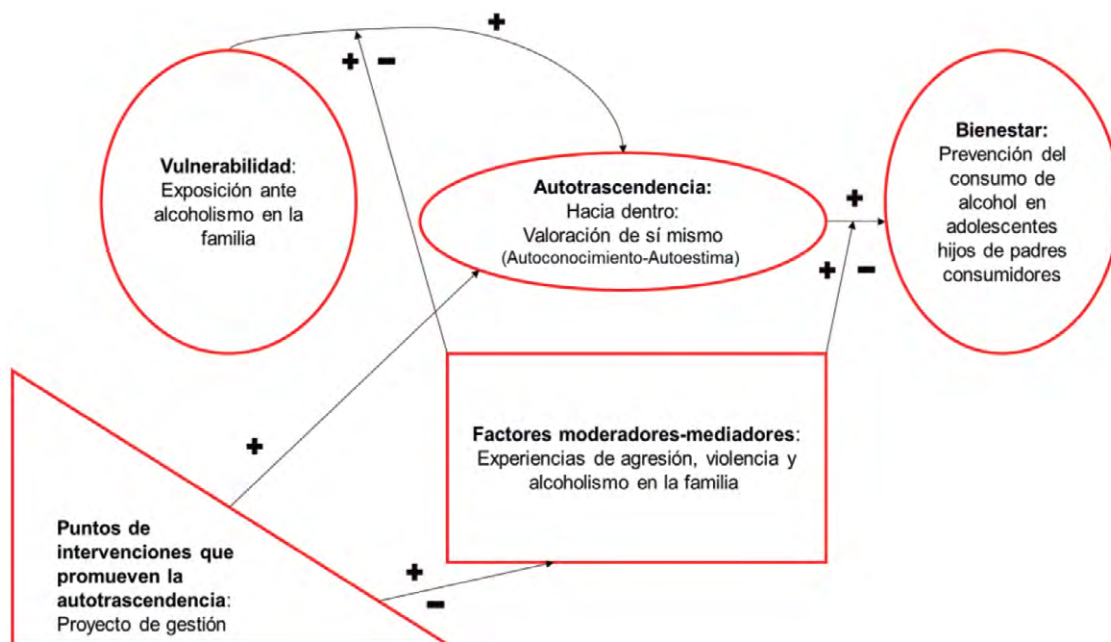 +
+ -
Vulnerabilidad:
Exposición ante
alcoholismo en la
familia
Autotrascendencia:
Hacia dentro:
Valoración de sí mismo
(Autoconocimiento-Autoestima)
+
+ -
Bienestar:
Prevención del
consumo de
alcohol en
adolescentes
hijos de padres
consumidores
+
Factores moderadores-mediadores:
Experiencias de agresión, violencia y
alcoholismo en la familia
Puntos de
intervenciones que
promueven la
autotrascendencia:
Proyecto de gestión
+
-